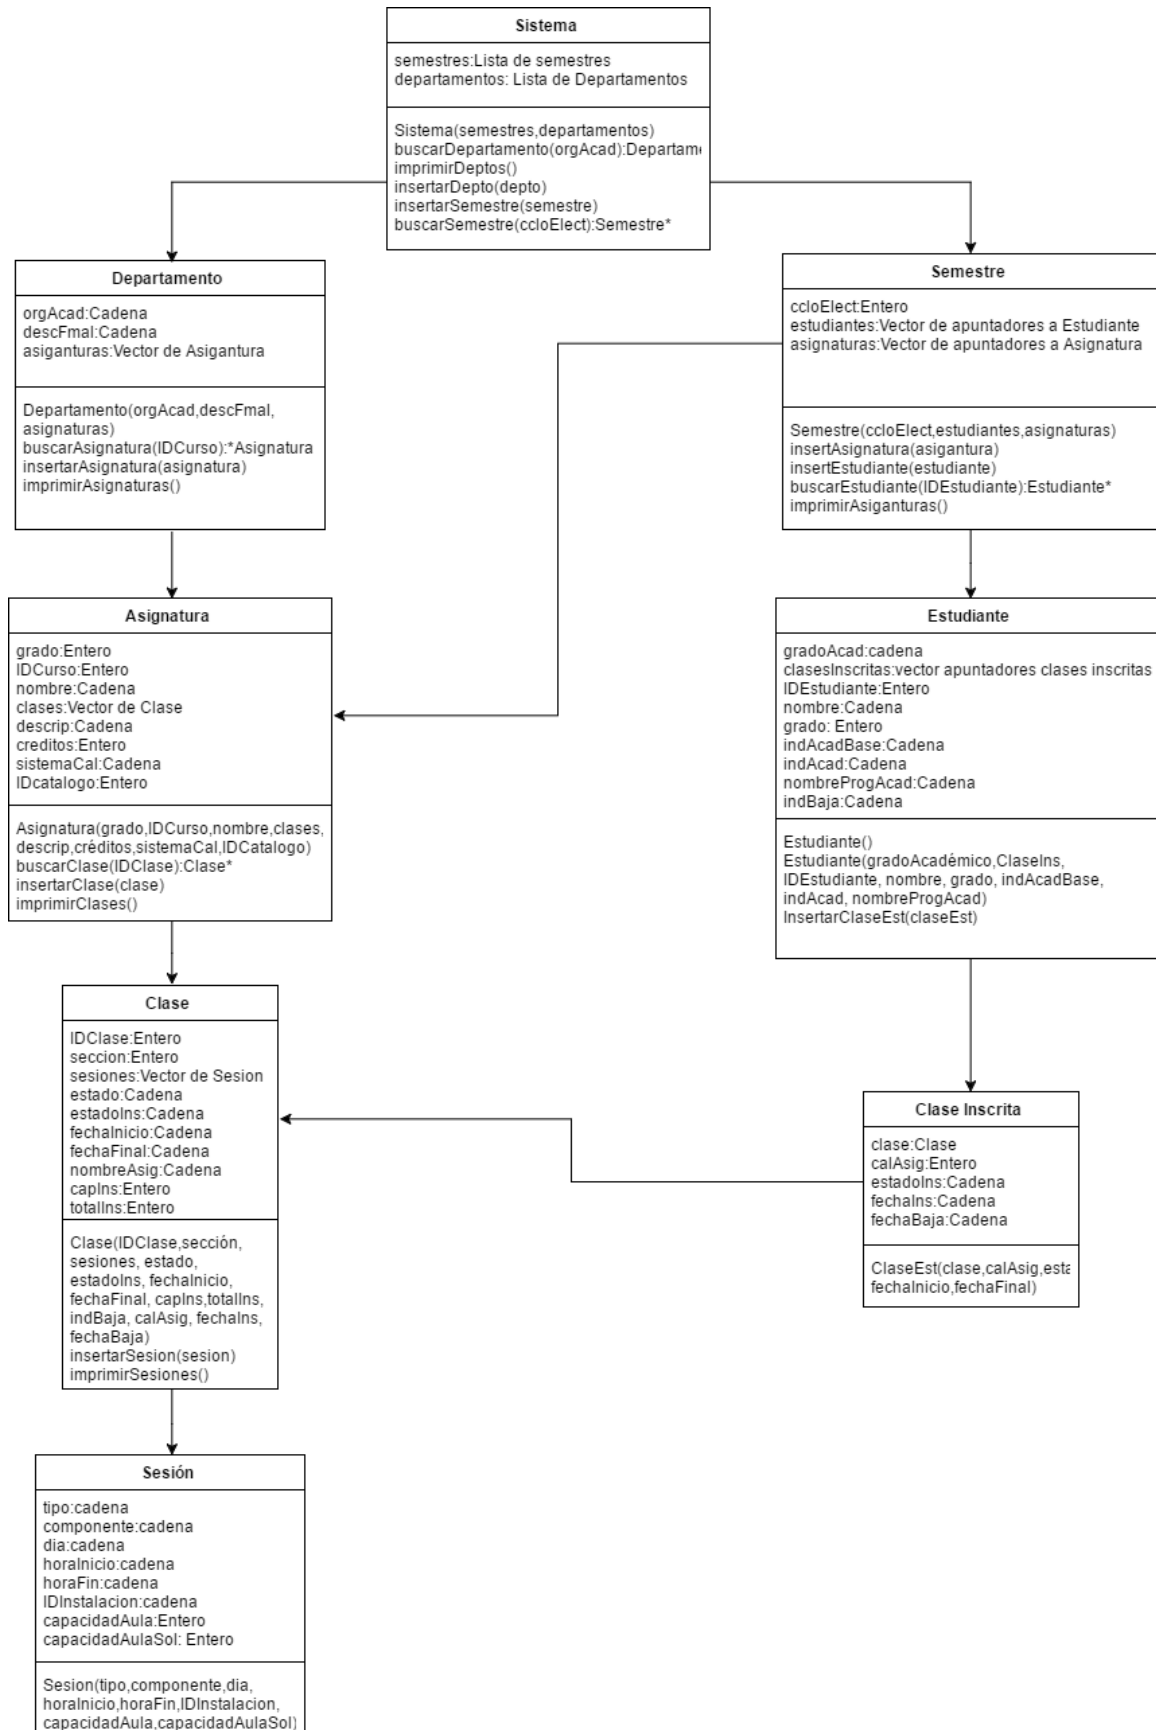 Sistema
semestres:Lista de semestres
departamentos: Lista de Departamentos
Sistema(semestres,departamentos)
buscarDepartamento(orgAcad):Departame
imprimirDeptos()
insertarDepto(depto)
insertarSemestre(semestre)
buscarSemestre(ccloElect):Semestre*
Departamento
orgAcad:Cadena
descFmal:Cadena
asiganturas:Vector de Asigantura
Departamento(orgAcad,descFmal,
asignaturas)
buscarAsignatura(IDCurso):*Asignatura
insertarAsignatura(asignatura)
imprimirAsignaturas()
Semestre
ccloElect:Entero
estudiantes:Vector de apuntadores a Estudiante
asignaturas:Vector de apuntadores a Asignatura
Semestre(ccloElect,estudiantes,asignaturas)
insertAsignatura(asigantura)
insertEstudiante(estudiante)
buscarEstudiante(IDEstudiante):Estudiante*
imprimirAsiganturas()
Asignatura
grado:Entero
IDCurso:Entero
nombre:Cadena
clases:Vector de Clase
descrip:Cadena
creditos:Entero
sistemaCal:Cadena
IDcatalogo:Entero
Asignatura(grado,IDCurso,nombre,clases,
descrip,créditos,sistemaCal,IDCatalogo)
buscarClase(IDClase):Clase*
insertarClase(clase)
imprimirClases()
Estudiante
gradoAcad:cadena
clasesInscritas:vector apuntadores clases inscritas
IDEstudiante:Entero
nombre:Cadena
grado: Entero
indAcadBase:Cadena
indAcad:Cadena
nombreProgAcad:Cadena
indBaja:Cadena
Estudiante()
Estudiante(gradoAcadémico,ClaseIns,
IDEstudiante, nombre, grado, indAcadBase,
indAcad, nombreProgAcad)
InsertarClaseEst(claseEst)
Clase
IDClase:Entero
seccion:Entero
sesiones:Vector de Sesion
estado:Cadena
estadoIns:Cadena
fechaInicio:Cadena
fechaFinal:Cadena
nombreAsig:Cadena
capIns:Entero
totalIns:Entero
Clase(IDClase,sección,
sesiones, estado,
estadoIns, fechaInicio,
fechaFinal, capIns,totalIns,
indBaja, calAsig, fechaIns,
fechaBaja)
insertarSesion(sesion)
imprimirSesiones()
Clase Inscrita
clase:Clase
calAsig:Entero
estadoIns:Cadena
fechaIns:Cadena
fechaBaja:Cadena
ClaseEst(clase,calAsig,esta
fechaInicio,fechaFinal)
Sesión
tipo:cadena
componente:cadena
dia:cadena
horaInicio:cadena
horaFin:cadena
IDInstalacion:cadena
capacidadAula:Entero
capacidadAulaSol: Entero
Sesion(tipo,componente,dia,
horaInicio,horaFin,IDInstalacion,
capacidadAula,capacidadAulaSol)